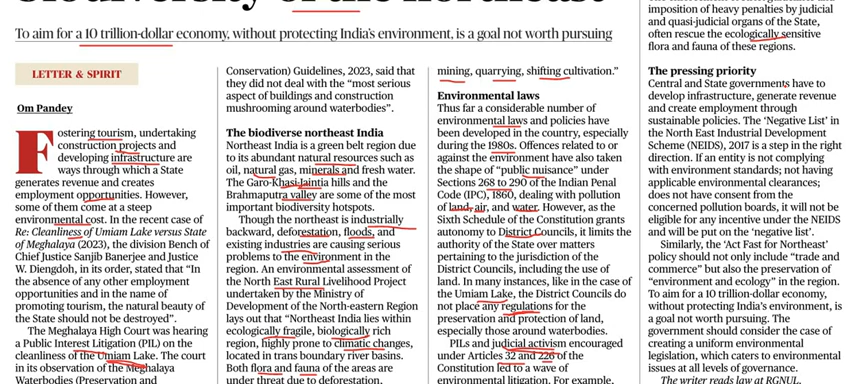 biodiversity of the northeast
To aim for a 10 trillion-dollar economy, without protecting India's environment, is a goal not worth pursuing
LETTER & SPIRIT
Om Pandey
Fostering tourism, undertaking
construction projects and
developing infrastructure are
ways through which a State
generates revenue and creates
employment opportunities. However,
some of them come at a steep
environmental cost. In the recent case of
Re: Cleanliness of Umiam Lake versus State
of Meghalaya (2023), the division Bench of
Chief Justice Sanjib Banerjee and Justice
W. Diengdoh, in its order, stated that “In
the absence of any other employment
opportunities and in the name of
promoting tourism, the natural beauty of
the State should not be destroyed”.
The Meghalaya High Court was hearing
a Public Interest Litigation (PIL) on the
cleanliness of the Umiam Lake. The court
in its observation of the Meghalaya
Waterbodies (Preservation and
Conservation) Guidelines, 2023, said that
they did not deal with the “most serious
aspect of buildings and construction
mushrooming around waterbodies”.
The biodiverse northeast India
Northeast India is a green belt region due
to its abundant natural resources such as
oil, natural gas, minerals and fresh water.
The Garo-Khasi-Jaintia hills and the
Brahmaputra valley are some of the most
important biodiversity hotspots.
Though the northeast is industrially
backward, deforestation, floods, and
existing industries are causing serious
problems to the environment in the
region. An environmental assessment of
the North East Rural Livelihood Project
undertaken by the Ministry of
Development of the North-eastern Region
lays out that “Northeast India lies within
ecologically fragile, biologically rich
region, highly prone to climatic changes,
located in trans boundary river basins.
Both flora and fauna of the areas are
under threat due to deforestation,
mining, quarrying, shifting cultivation.”
Environmental laws
Thus far a considerable number of
environmental laws and policies have
been developed in the country, especially
during the 1980s. Offences related to or
against the environment have also taken
the shape of “public nuisance” under
Sections 268 to 290 of the Indian Penal
Code (IPC), 1860, dealing with pollution
of land, air, and water. However, as the
Sixth Schedule of the Constitution grants
autonomy to District Councils, it limits the
authority of the State over matters
pertaining to the jurisdiction of the
District Councils, including the use of
land. In many instances, like in the case of
the Umiam Lake, the District Councils do
not place any regulations for the
preservation and protection of land,
especially those around waterbodies.
PILs and judicial activism encouraged
under Articles 32 and 226 of the
Constitution led to a wave of
environmental litigation. For example,
imposition of heavy penalties by judicial
and quasi-judicial organs of the State,
often rescue the ecologically sensitive
flora and fauna of these regions.
The pressing priority
Central and State governments have to
develop infrastructure, generate revenue
and create employment through
sustainable policies. The ‘Negative List’ in
the North East Industrial Development
Scheme (NEIDS), 2017 is a step in the right
direction. If an entity is not complying
with environment standards; not having
applicable environmental clearances;
does not have consent from the
concerned pollution boards, it will not be
eligible for any incentive under the NEIDS
and will be put on the ‘negative list’.
Similarly, the ‘Act Fast for Northeast’
policy should not only include “trade and
commerce” but also the preservation of
“environment and ecology” in the region.
To aim for a 10 trillion-dollar economy,
without protecting India's environment, is
a goal not worth pursuing. The
government should consider the case of
creating a uniform environmental
legislation, which caters to environmental
issues at all levels of governance.
The writer reads law at RGNUL.